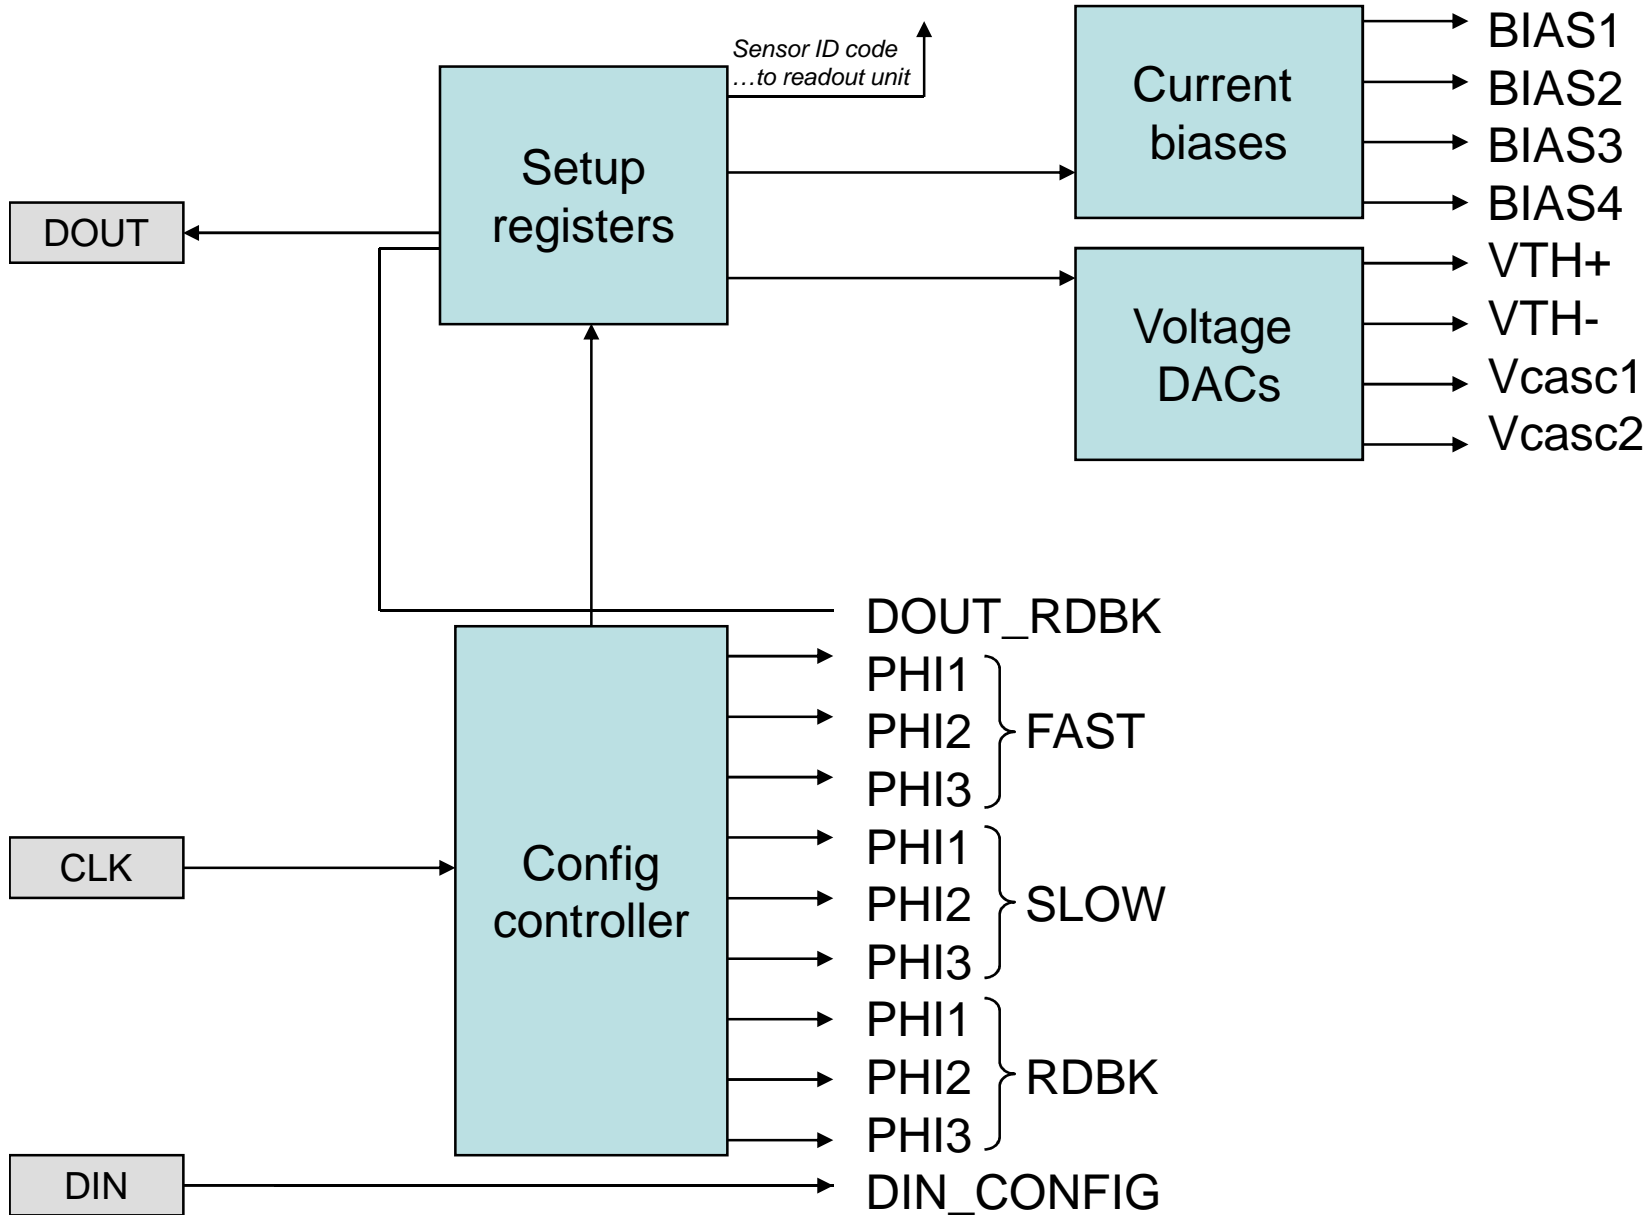 Sensor ID code
…to readout unit
Setup
registers
Current
biases
BIAS1
BIAS2
BIAS3
BIAS4
DOUT
Voltage
DACs
VTH+
VTH-
Vcasc1
Vcasc2
DOUT_RDBK
PHI1
PHI2
PHI3
FAST
CLK
Config
controller
PHI1
PHI2
PHI3
SLOW
PHI1
PHI2
PHI3
RDBK
DIN
DIN_CONFIG